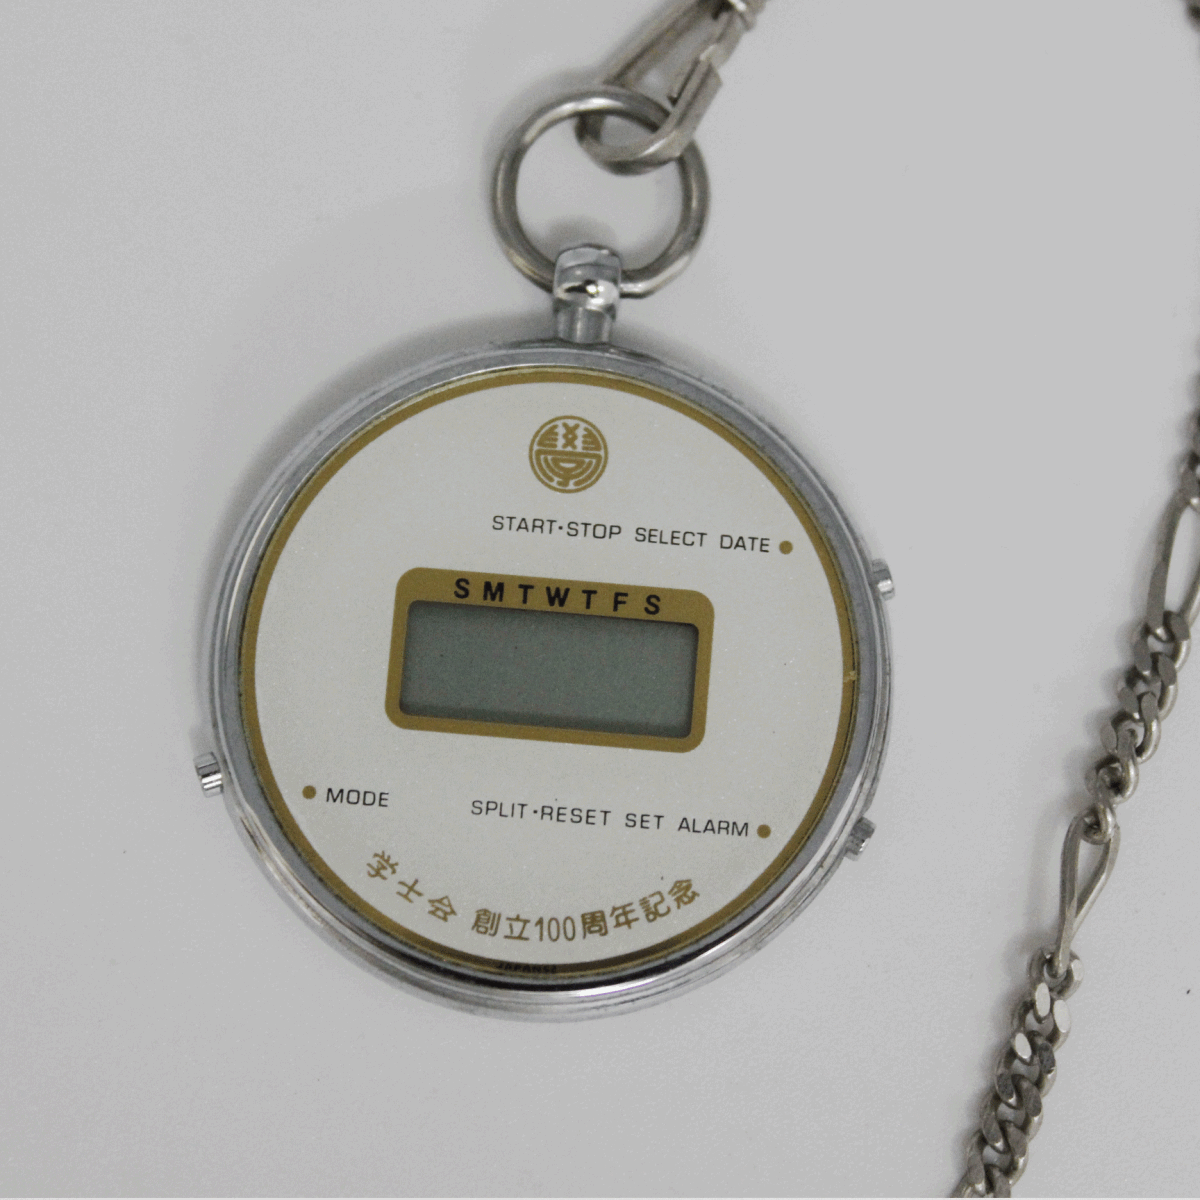 START·STOP SELECT DATE
S M T W T F S
MODE
SPLIT·RESET SET ALARM
学士会 創立100周年記念